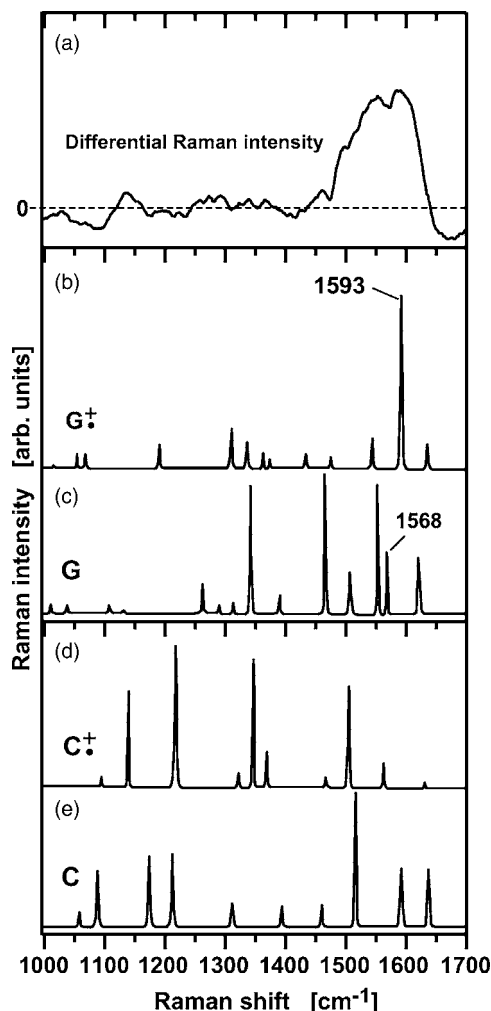 (a)
Differential Raman intensity
0
(b)
1593
G+•
(c)
1568
G
(d)
C+•
(e)
C
Raman intensity [arb. units]
1000 1100 1200 1300 1400 1500 1600 1700
Raman shift [cm-1]